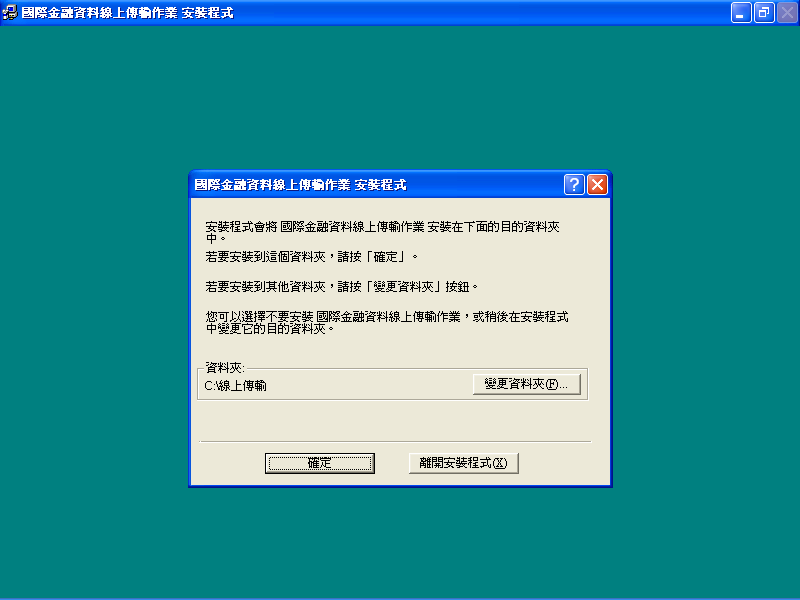 國際金融資料線上傳輸作業 安裝程式
國際金融資料線上傳輸作業 安裝程式
安裝程式會將 國際金融資料線上傳輸作業 安裝在下面的目的資料夾
中。
若要安裝到這個資料夾，請按「確定」。
若要安裝到其他資料夾，請按「變更資料夾」按鈕。
您可以選擇不要安裝 國際金融資料線上傳輸作業，或稍後在安裝程式
中變更它的目的資料夾。
資料夾:
C:\線上傳輸
變更資料夾(F)...
確定
離開安裝程式(X)